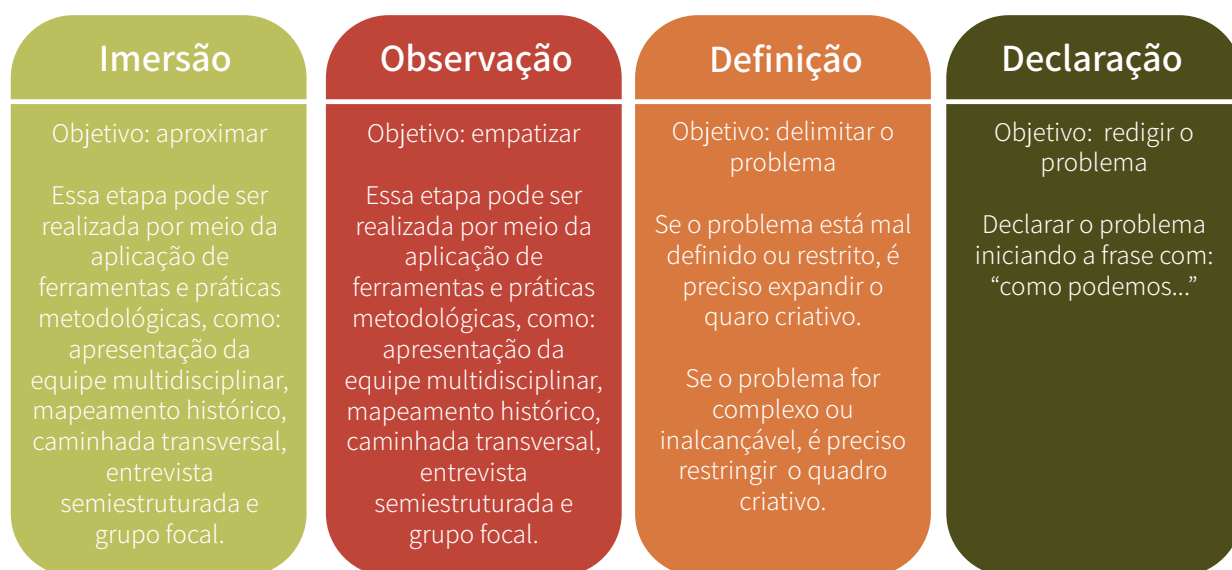 Imersão
Objetivo: aproximar
Essa etapa pode ser
realizada por meio da
aplicação de
ferramentas e práticas
metodológicas, como:
apresentação da
equipe multidisciplinar,
mapeamento histórico,
caminhada transversal,
entrevista
semiestruturada e
grupo focal.
Observação
Objetivo: empatizar
Essa etapa pode ser
realizada por meio da
aplicação de
ferramentas e práticas
metodológicas, como:
apresentação da
equipe multidisciplinar,
mapeamento histórico,
caminhada transversal,
entrevista
semiestruturada e
grupo focal.
Definição
Objetivo: delimitar o
problema
Se o problema está mal
definido ou restrito, é
preciso expandir o
quaro criativo.
Se o problema for
complexo ou
inalcançável, é preciso
restringir o quadro
criativo.
Declaração
Objetivo: redigir o
problema
Declarar o problema
iniciando a frase com:
“como podemos...”